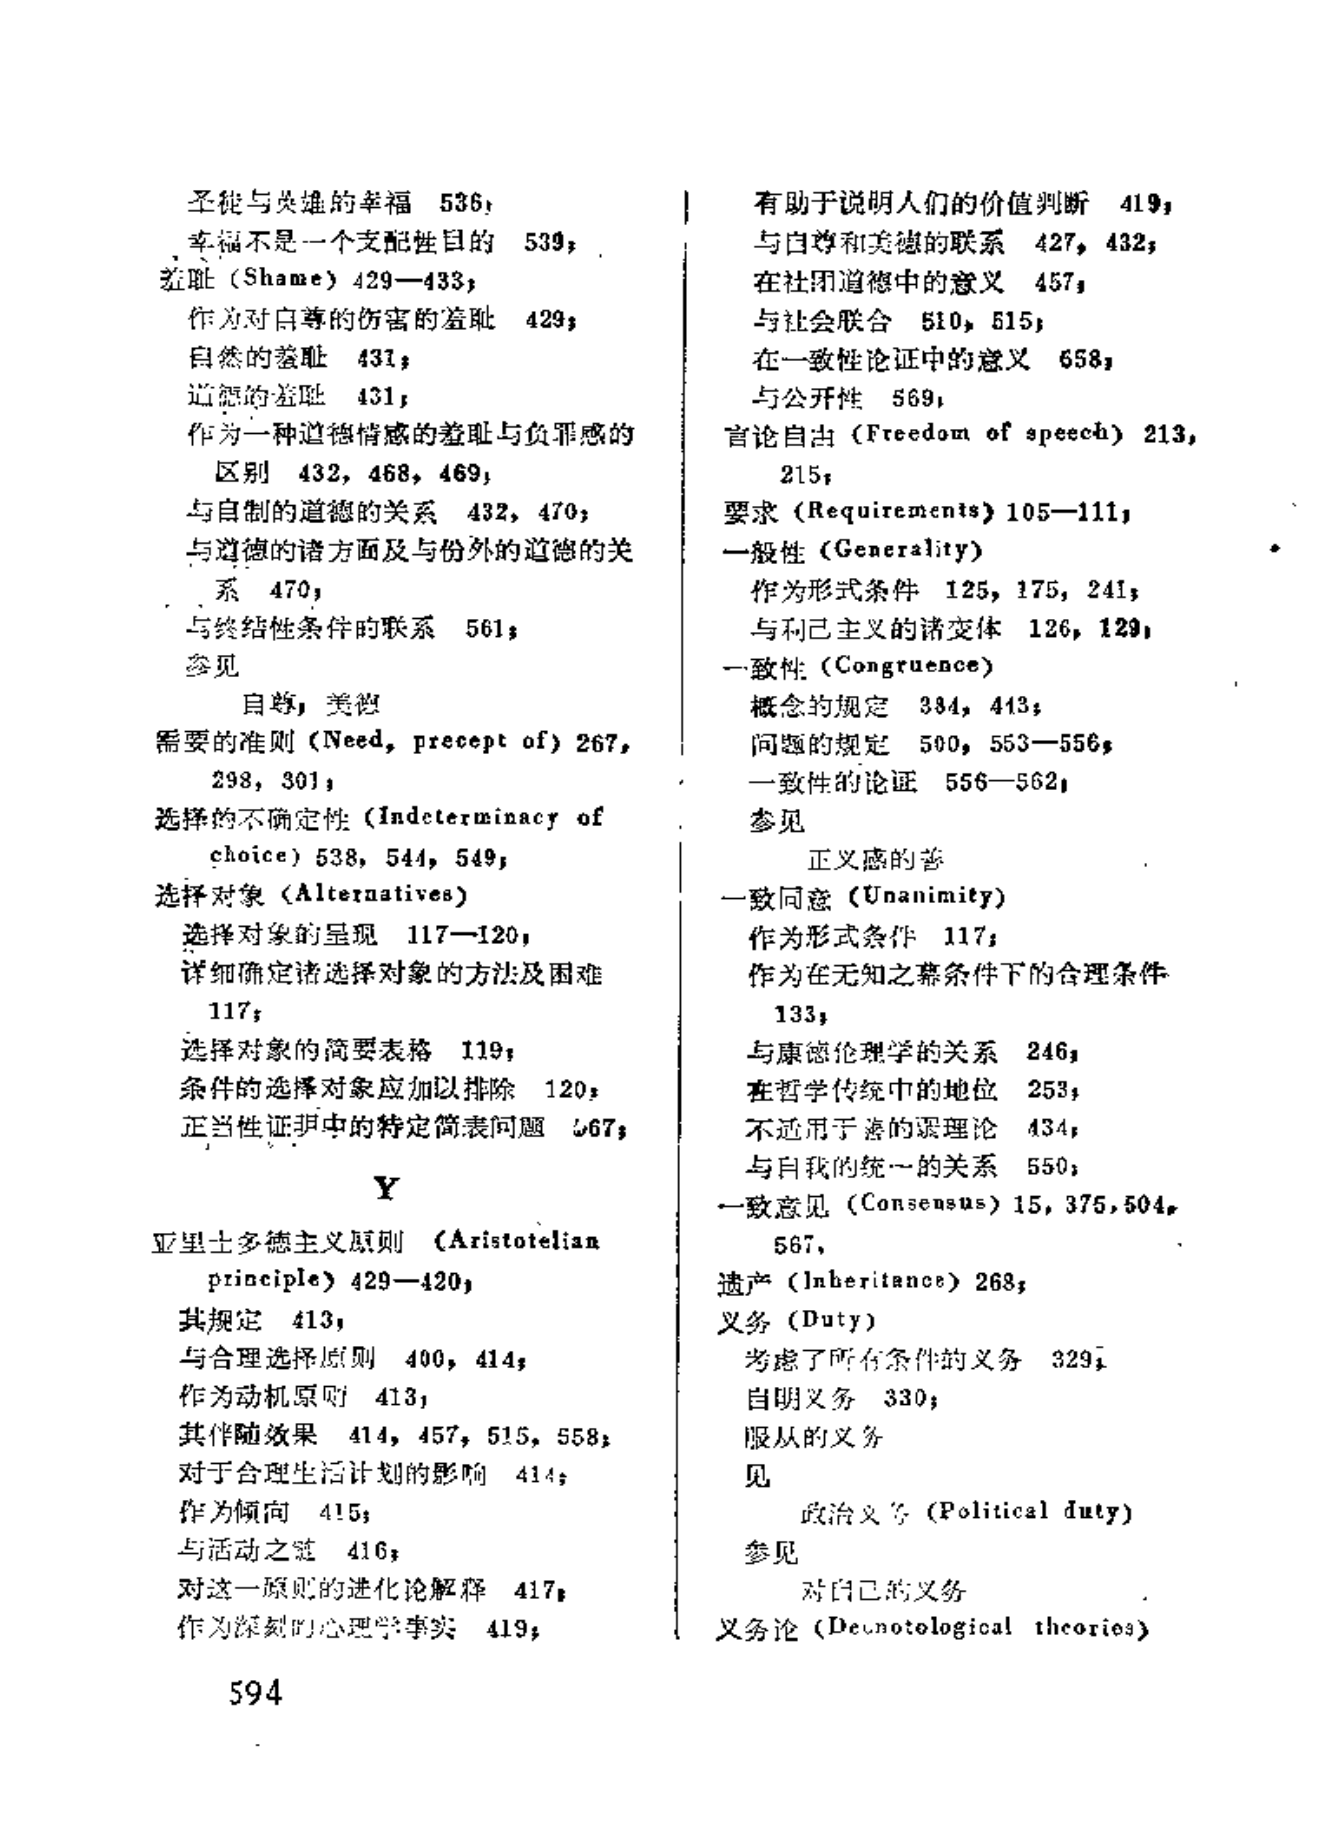 圣徒与英雄的幸福 536;
幸福不是一个支配性目的 539;
羞耻（Shame）429—433;
作为对自尊的伤害的羞耻 429;
自然的羞耻 431;
道德的羞耻 431;
作为一种道德情感的羞耻与负罪感的
区别 432, 468, 469;
与自制的道德的关系 432, 470;
与道德的诸方面及与份外的道德的关
系 470;
与终结性条件的联系 561;
参见
自尊; 美德
需要的准则（Need, precept of）267,
298, 301;
选择的不确定性（Indeterminacy of
choice）538, 544, 549;
选择对象（Alternatives）
选择对象的呈现 117—120;
详细确定诸选择对象的方法及困难
117;
选择对象的简要表格 119;
条件的选择对象应加以排除 120;
正当性证明中的特定简表问题 567;
Y
亚里士多德主义原则 （Aristotelian
principle）429—420;
其规定 413;
与合理选择原则 400, 414;
作为动机原则 413;
其伴随效果 414, 457, 515, 558;
对于合理生活计划的影响 414;
作为倾向 415;
与活动之链 416;
对这一原则的进化论解释 417;
作为深刻的心理学事实 419;
594
有助于说明人们的价值判断 419;
与自尊和美德的联系 427, 432;
在社团道德中的意义 457;
与社会联合 510, 515;
在一致性论证中的意义 558;
与公开性 569;
言论自由（Freedom of speech）213,
215;
要求（Requirements）105—111;
一般性（Generality）
作为形式条件 125, 175, 241;
与利己主义的诸变体 126, 129;
一致性（Congruence）
概念的规定 384, 413;
问题的规定 500, 553—556;
一致性的论证 556—562;
参见
正义感的善
一致同意（Unanimity）
作为形式条件 117;
作为在无知之幕条件下的合理条件
133;
与康德伦理学的关系 246;
在哲学传统中的地位 253;
不适用于善的强理论 434;
与自我的统一的关系 550;
一致意见（Consensus）15, 375,504,
567,
遗产（Inheritance）268;
义务（Duty）
考虑了所有条件的义务 329;
自明义务 330;
服从的义务
见
政治义务（Political duty）
参见
对自己的义务
义务论（Deunotological theories）